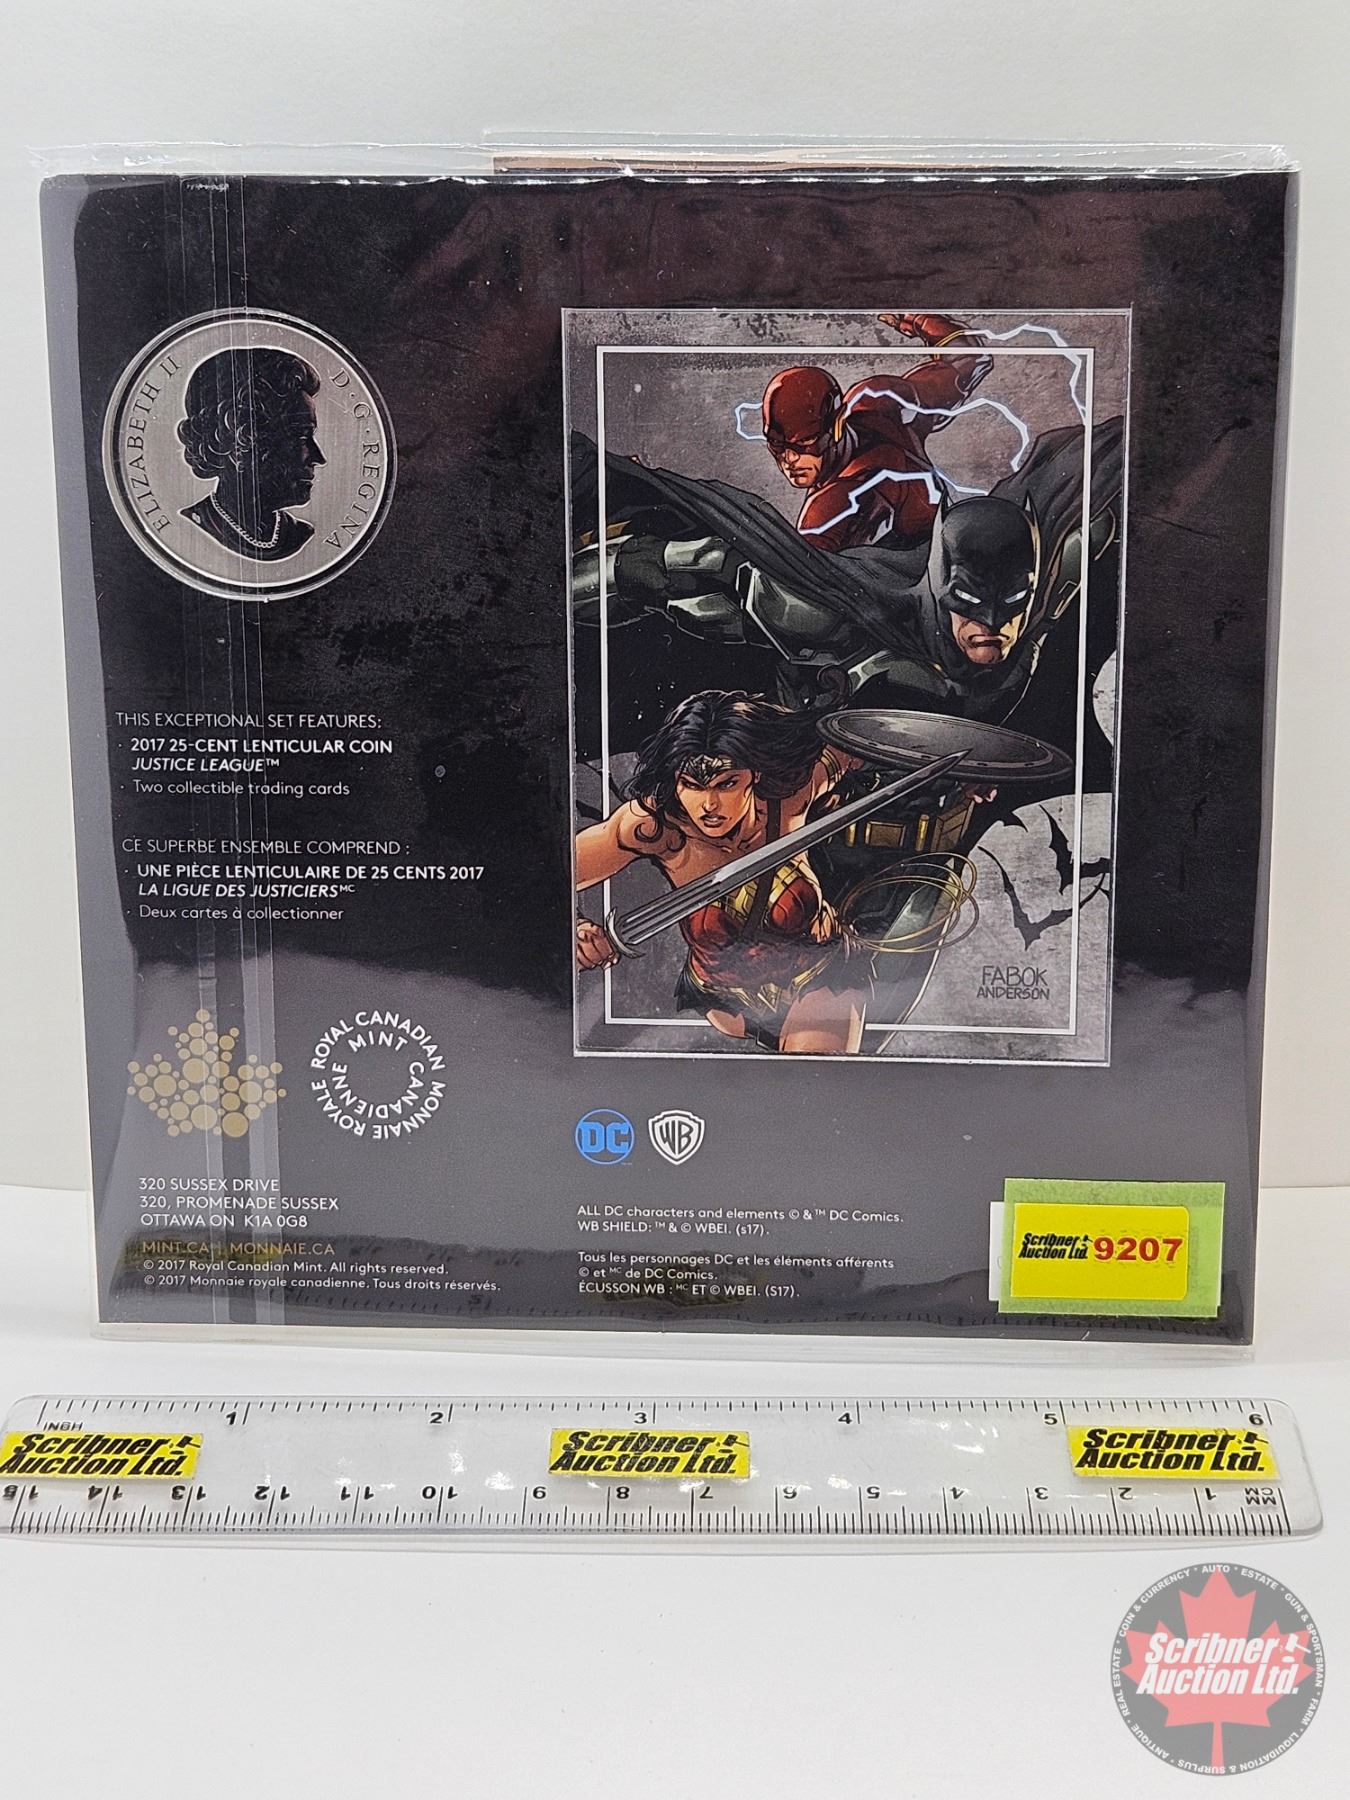 ELIZABETH II D·G·REGINA
THIS EXCEPTIONAL SET FEATURES:
· 2017 25-CENT LENTICULAR COIN
JUSTICE LEAGUE™
· Two collectible trading cards
CE SUPERBE ENSEMBLE COMPREND :
· UNE PIÈCE LENTICULAIRE DE 25 CENTS 2017
LA LIGUE DES JUSTICIERS MC
· Deux cartes à collectionner
FABOK
ANDERSON
ROYAL CANADIAN MINT
MONNAIE ROYALE CANADIENNE
320 SUSSEX DRIVE
320, PROMENADE SUSSEX
OTTAWA ON K1A 0G8
MINT.CA | MONNAIE.CA
© 2017 Royal Canadian Mint. All rights reserved.
© 2017 Monnaie royale canadienne. Tous droits réservés.
DC
WB
ALL DC characters and elements © & ™ DC Comics.
WB SHIELD: ™ & © WBEI. (s17).
Tous les personnages DC et les éléments afférents
© et MC de DC Comics.
ÉCUSSON WB : MC ET © WBEI. (S17).
Scribner Auction Ltd. 9207
1 2 3 4 5 6
INCH
Scribner Auction Ltd.
Scribner Auction Ltd.
Scribner Auction Ltd.
15 14 13 12 11 10 9 8 7 6 5 4 3 2 1 CM MM
COIN & CURRENCY · AUTO · ESTATE · GUN & SPORTSMAN · FARM · LIQUIDATION & SURPLUS · ANTIQUE · REAL ESTATE ·
Scribner
Auction Ltd.